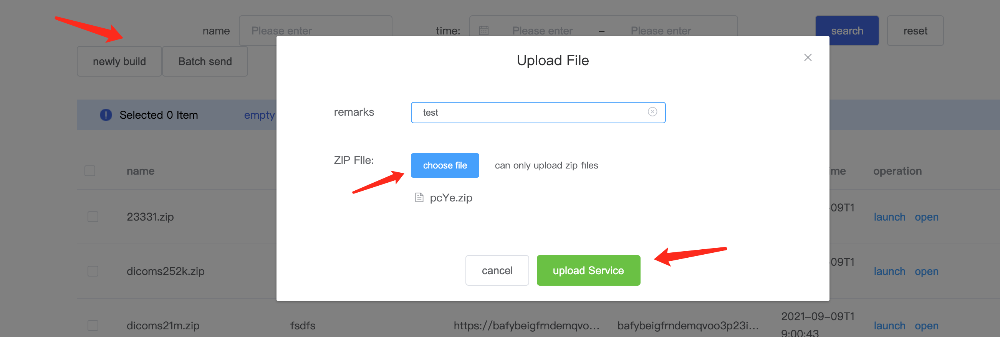 name Please enter time: Please enter – Please enter search reset
newly build Batch send
Upload File
Selected 0 Item empty
remarks test
ZIP FIle: choose file can only upload zip files
name me operation
pcYe.zip
23331.zip -09T1 launch open
cancel upload Service
dicoms252k.zip -09T1 launch open
dicoms21m.zip fsdfs https://bafybeigfrndemqvo... bafybeigfrndemqvoo3p23i... 2021-09-09T1 launch open
9:00:43